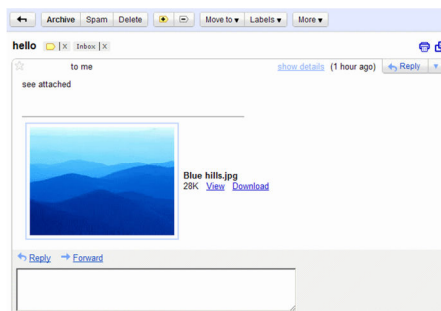 Archive Spam Delete Move to Labels More
hello X Inbox X
to me show details (1 hour ago) Reply
see attached
Blue hills.jpg
28K View Download
Reply Forward